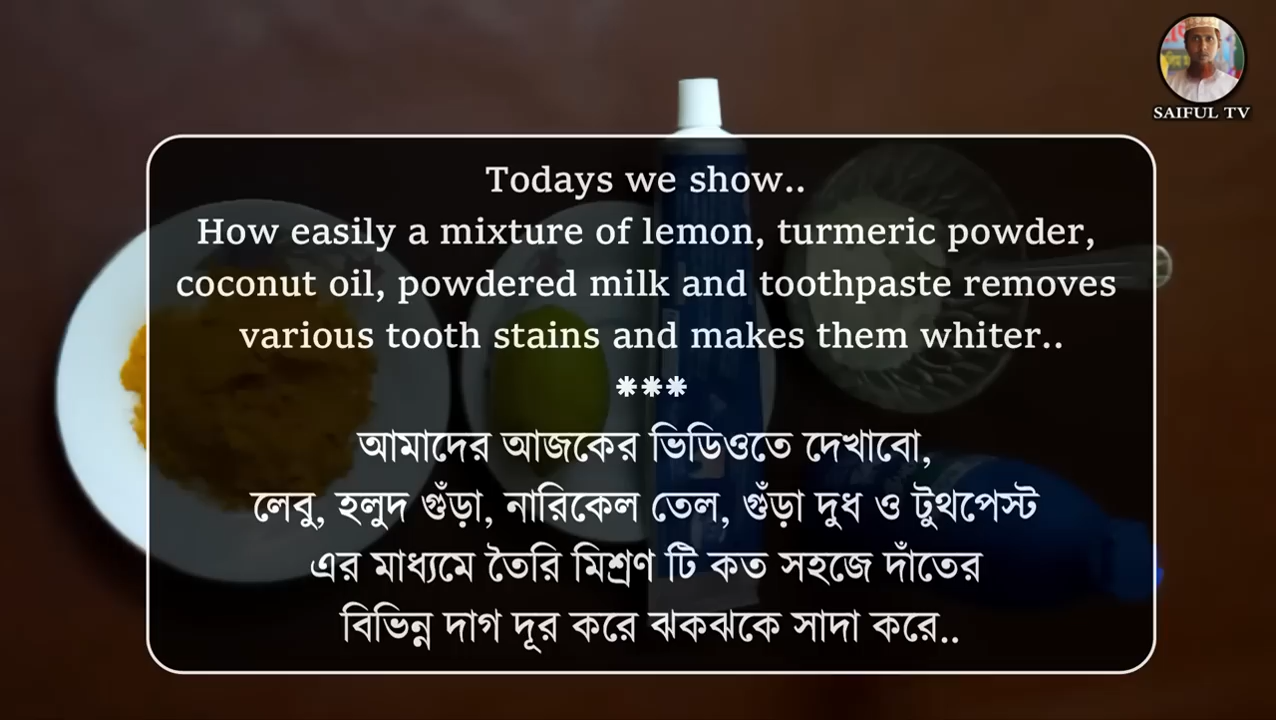 SAIFUL TV
Todays we show..
How easily a mixture of lemon, turmeric powder,
coconut oil, powdered milk and toothpaste removes
various tooth stains and makes them whiter..
***
আমাদের আজকের ভিডিওতে দেখাবো,
লেবু, হলুদ গুঁড়া, নারিকেল তেল, গুঁড়া দুধ ও টুথপেস্ট
এর মাধ্যমে তৈরি মিশ্রণ টি কত সহজে দাঁতের
বিভিন্ন দাগ দূর করে ঝকঝকে সাদা করে..